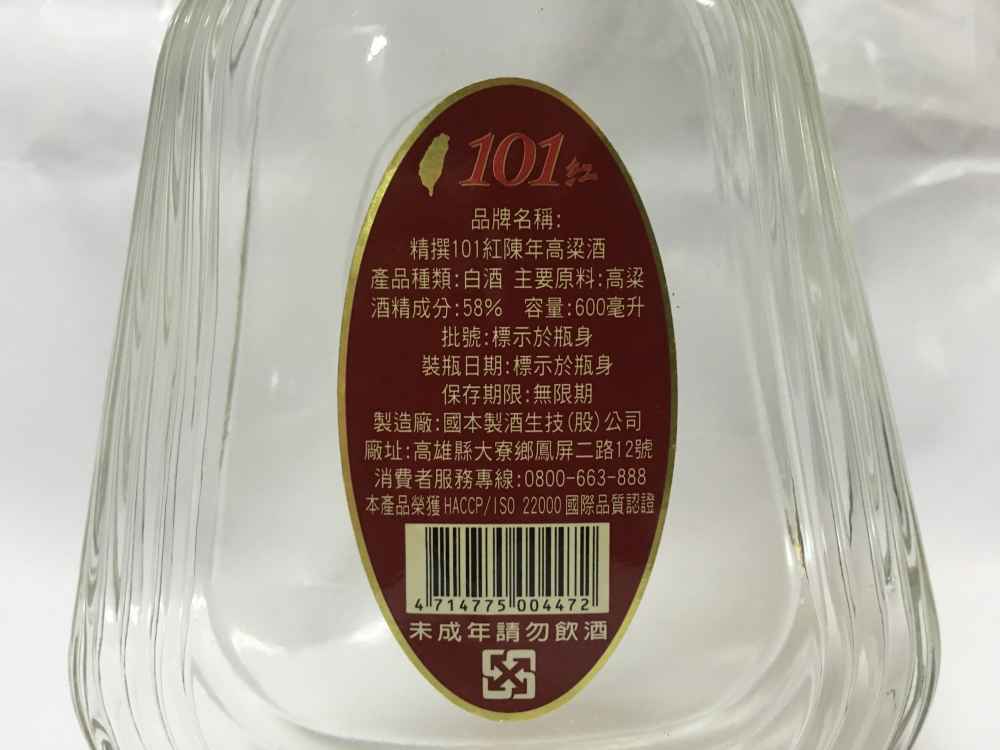 101紅
品牌名稱:
精撰101紅陳年高粱酒
產品種類:白酒 主要原料:高粱
酒精成分:58% 容量:600毫升
批號:標示於瓶身
裝瓶日期:標示於瓶身
保存期限:無限期
製造廠:國本製酒生技(股)公司
廠址:高雄縣大寮鄉鳳屏二路12號
消費者服務專線:0800-663-888
本產品榮獲HACCP/ISO 22000國際品質認證
4 714775 004472
未成年請勿飲酒